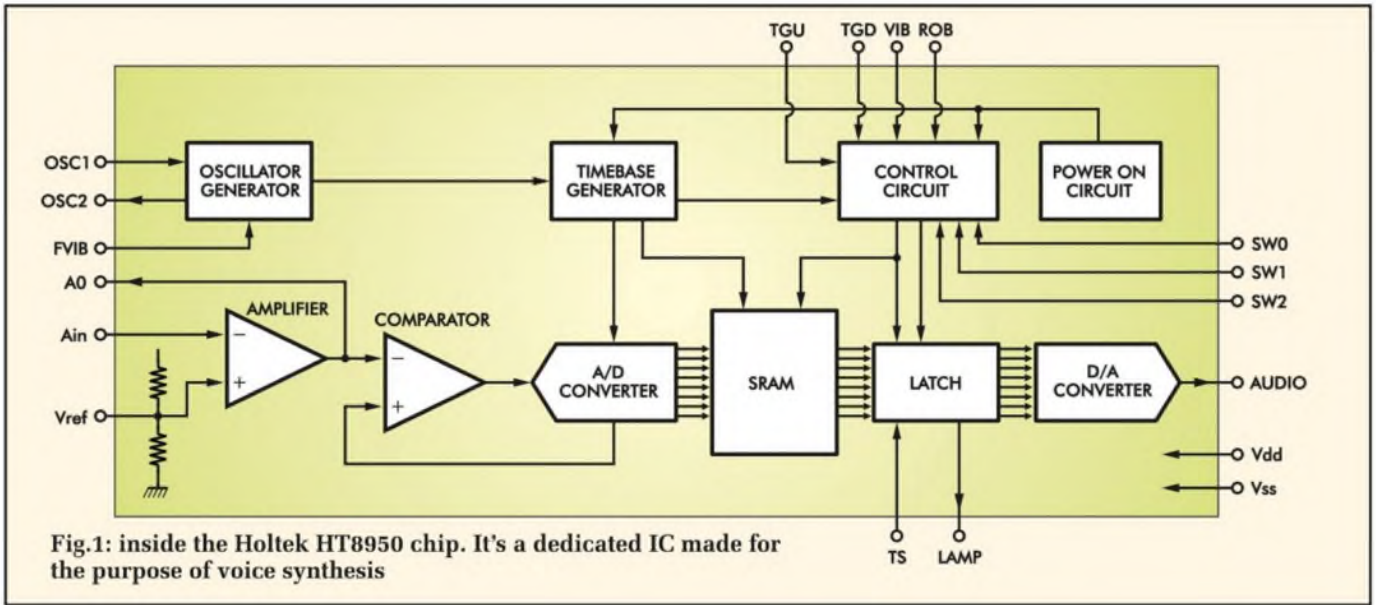 TGU TGD VIB ROB
OSC1
OSC2
FVIB
A0
Ain
Vref
OSCILLATOR
GENERATOR
TIMEBASE
GENERATOR
CONTROL
CIRCUIT
POWER ON
CIRCUIT
SW0
SW1
SW2
AMPLIFIER
−
+
COMPARATOR
−
+
A/D
CONVERTER
SRAM
LATCH
D/A
CONVERTER
AUDIO
Vdd
Vss
TS LAMP
Fig.1: inside the Holtek HT8950 chip. It's a dedicated IC made for
the purpose of voice synthesis